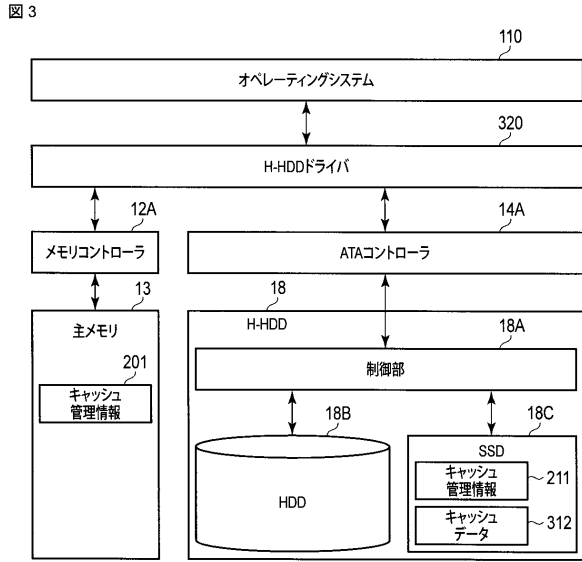 図 3
110
オペレーティングシステム
320
H-HDDドライバ
12A
メモリコントローラ
14A
ATAコントローラ
13
主メモリ
201
キャッシュ
管理情報
18
H-HDD
18A
制御部
18B
HDD
18C
SSD
キャッシュ
管理情報
211
キャッシュ
データ
312